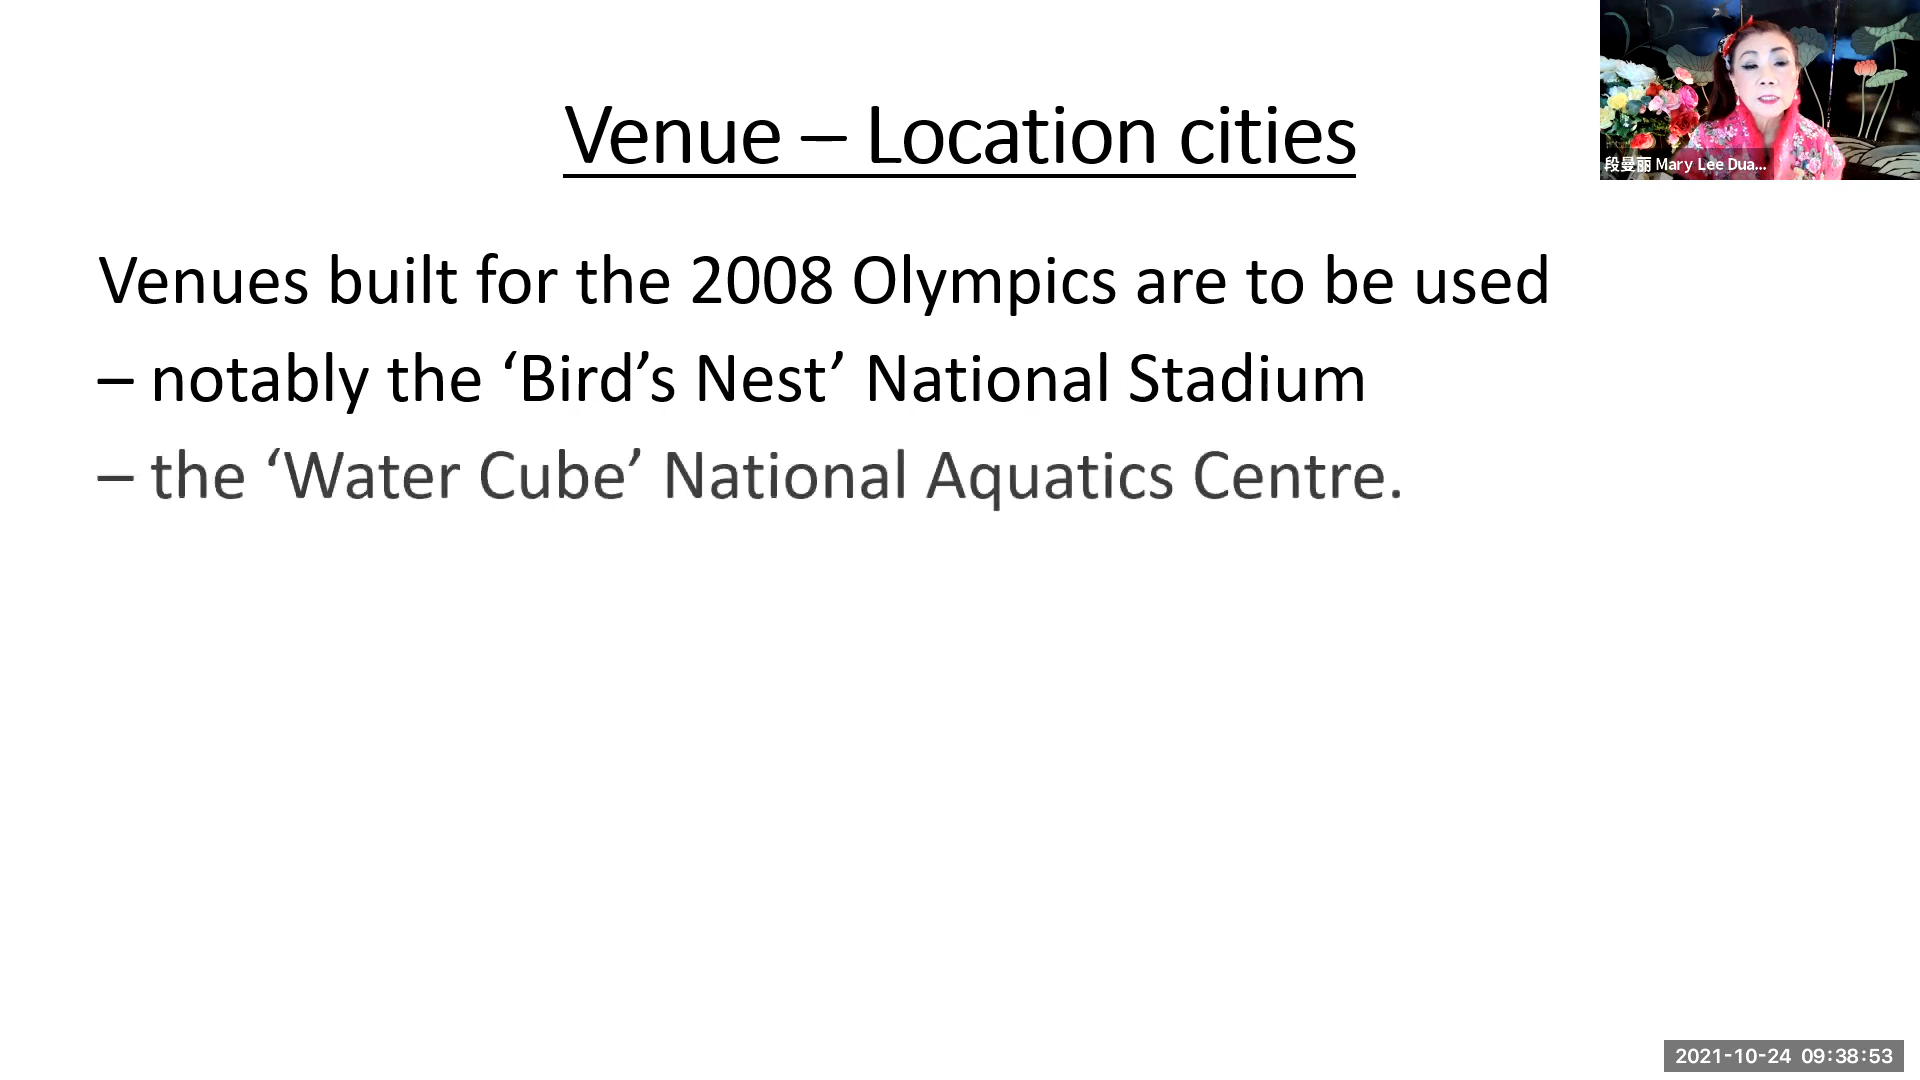 Venue – Location cities
段曼丽 Mary Lee Dua...
Venues built for the 2008 Olympics are to be used
– notably the ‘Bird’s Nest’ National Stadium
– the ‘Water Cube’ National Aquatics Centre.
2021-10-24 09:38:53